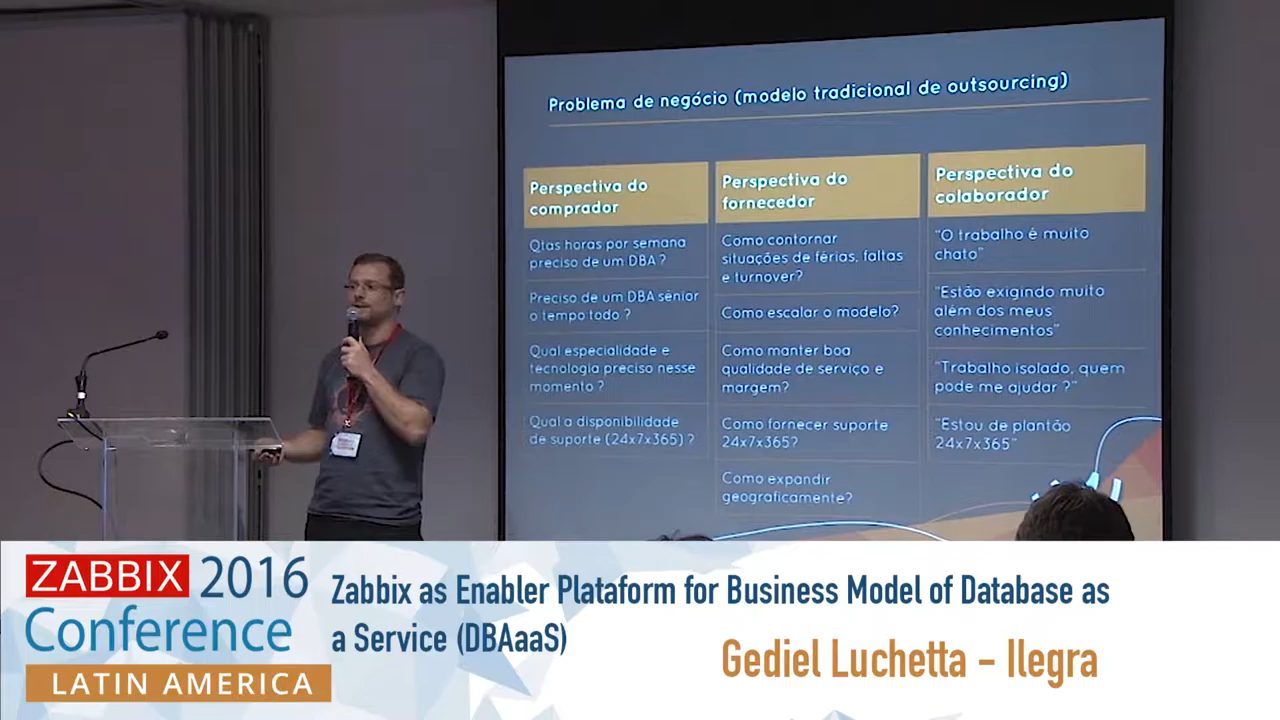 Problema de negócio (modelo tradicional de outsourcing)
Perspectiva do
comprador
Qtas horas por semana
preciso de um DBA ?
Preciso de um DBA sênior
o tempo todo ?
Qual especialidade e
tecnologia preciso nesse
momento ?
Qual a disponibilidade
de suporte (24x7x365) ?
Perspectiva do
fornecedor
Como contornar
situações de férias, faltas
e turnover?
Como escalar o modelo?
Como manter boa
qualidade de serviço e
margem?
Como fornecer suporte
24x7x365?
Como expandir
geograficamente?
Perspectiva do
colaborador
"O trabalho é muito
chato"
"Estão exigindo muito
além dos meus
conhecimentos"
"Trabalho isolado, quem
pode me ajudar ?"
"Estou de plantão
24x7x365"
ZABBIX 2016
Conference
LATIN AMERICA
Zabbix as Enabler Plataform for Business Model of Database as
a Service (DBAaaS)
Gediel Luchetta - Ilegra